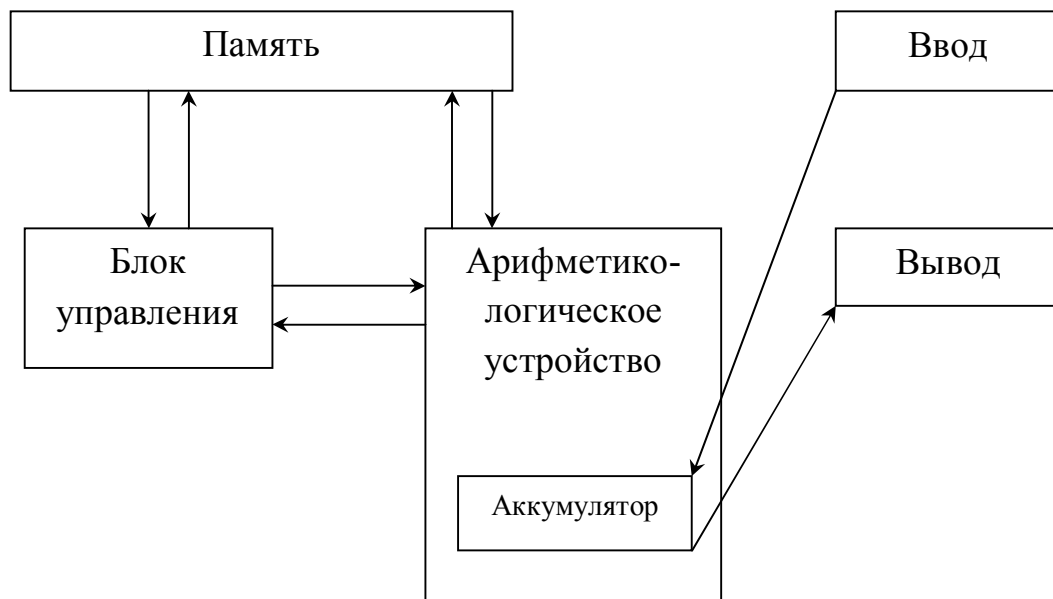 Память
Ввод
Блок
управления
Арифметико-
логическое
устройство
Вывод
Аккумулятор